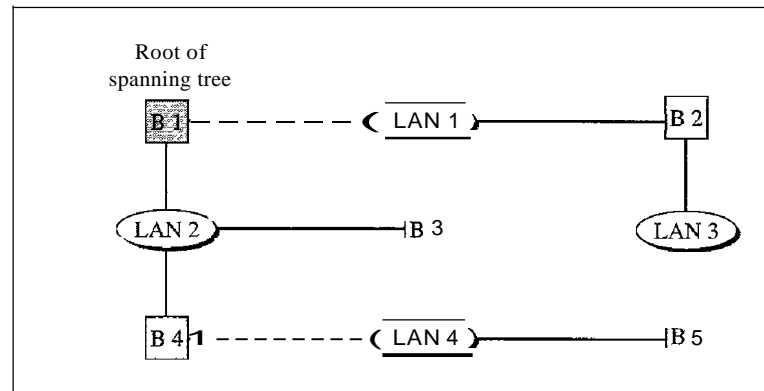 Root of
spanning tree
B 1
LAN 1
B 2
LAN 2
B 3
LAN 3
B 4
LAN 4
B 5